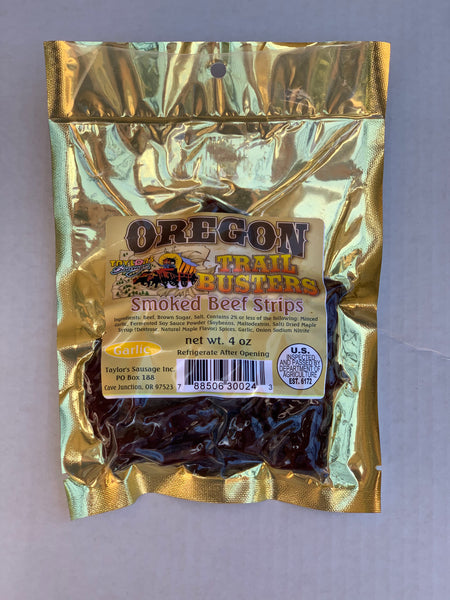 OREGON
TRAIL
BUSTERS
Smoked Beef Strips
Ingredients: Beef, Brown Sugar, Salt, Contains 2% or less of the following: Minced
Garlic, Fermented Soy Sauce Powder (Soybeans, Maltodextrin, Salt) Dried Maple
Syrup (Dextrose, Natural Maple Flavor) Spices, Garlic, Onion Sodium Nitrite
net wt. 4 oz
Garlic
Refrigerate After Opening
Taylor's Sausage Inc.
PO Box 188
Cave Junction, OR 97523
7 88506 30024 3
U.S.
INSPECTED
AND PASSED BY
DEPARTMENT OF
AGRICULTURE
EST. 6172